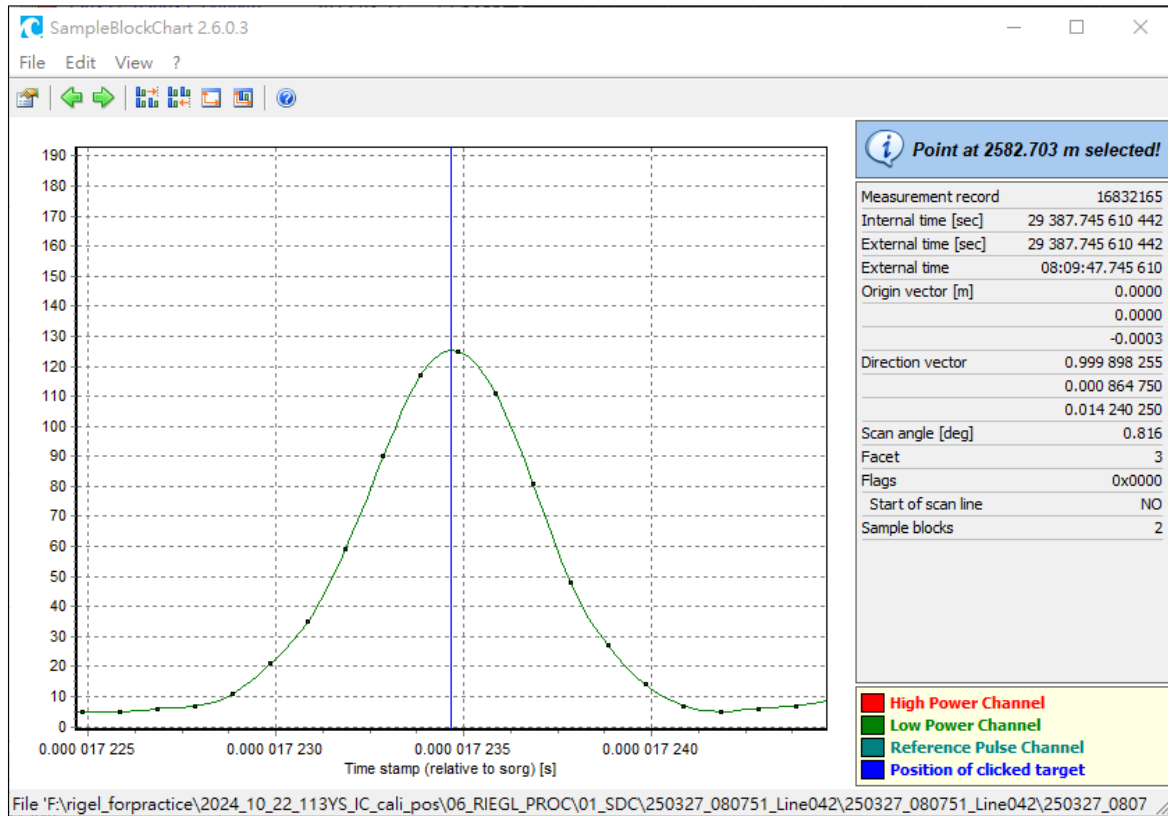 SampleBlockChart 2.6.0.3
File Edit View ?
Point at 2582.703 m selected!
190
180
170
160
150
140
130
120
110
100
90
80
70
60
50
40
30
20
10
0
0.000 017 225 0.000 017 230 0.000 017 235 0.000 017 240
Time stamp (relative to sorg) [s]
Measurement record 16832165
Internal time [sec] 29 387.745 610 442
External time [sec] 29 387.745 610 442
External time 08:09:47.745 610
Origin vector [m] 0.0000
0.0000
-0.0003
Direction vector 0.999 898 255
0.000 864 750
0.014 240 250
Scan angle [deg] 0.816
Facet 3
Flags 0x0000
Start of scan line NO
Sample blocks 2
High Power Channel
Low Power Channel
Reference Pulse Channel
Position of clicked target
File 'F:\rigel_forpractice\2024_10_22_113YS_IC_cali_pos\06_RIEGL_PROC\01_SDC\250327_080751_Line042\250327_080751_Line042\250327_0807